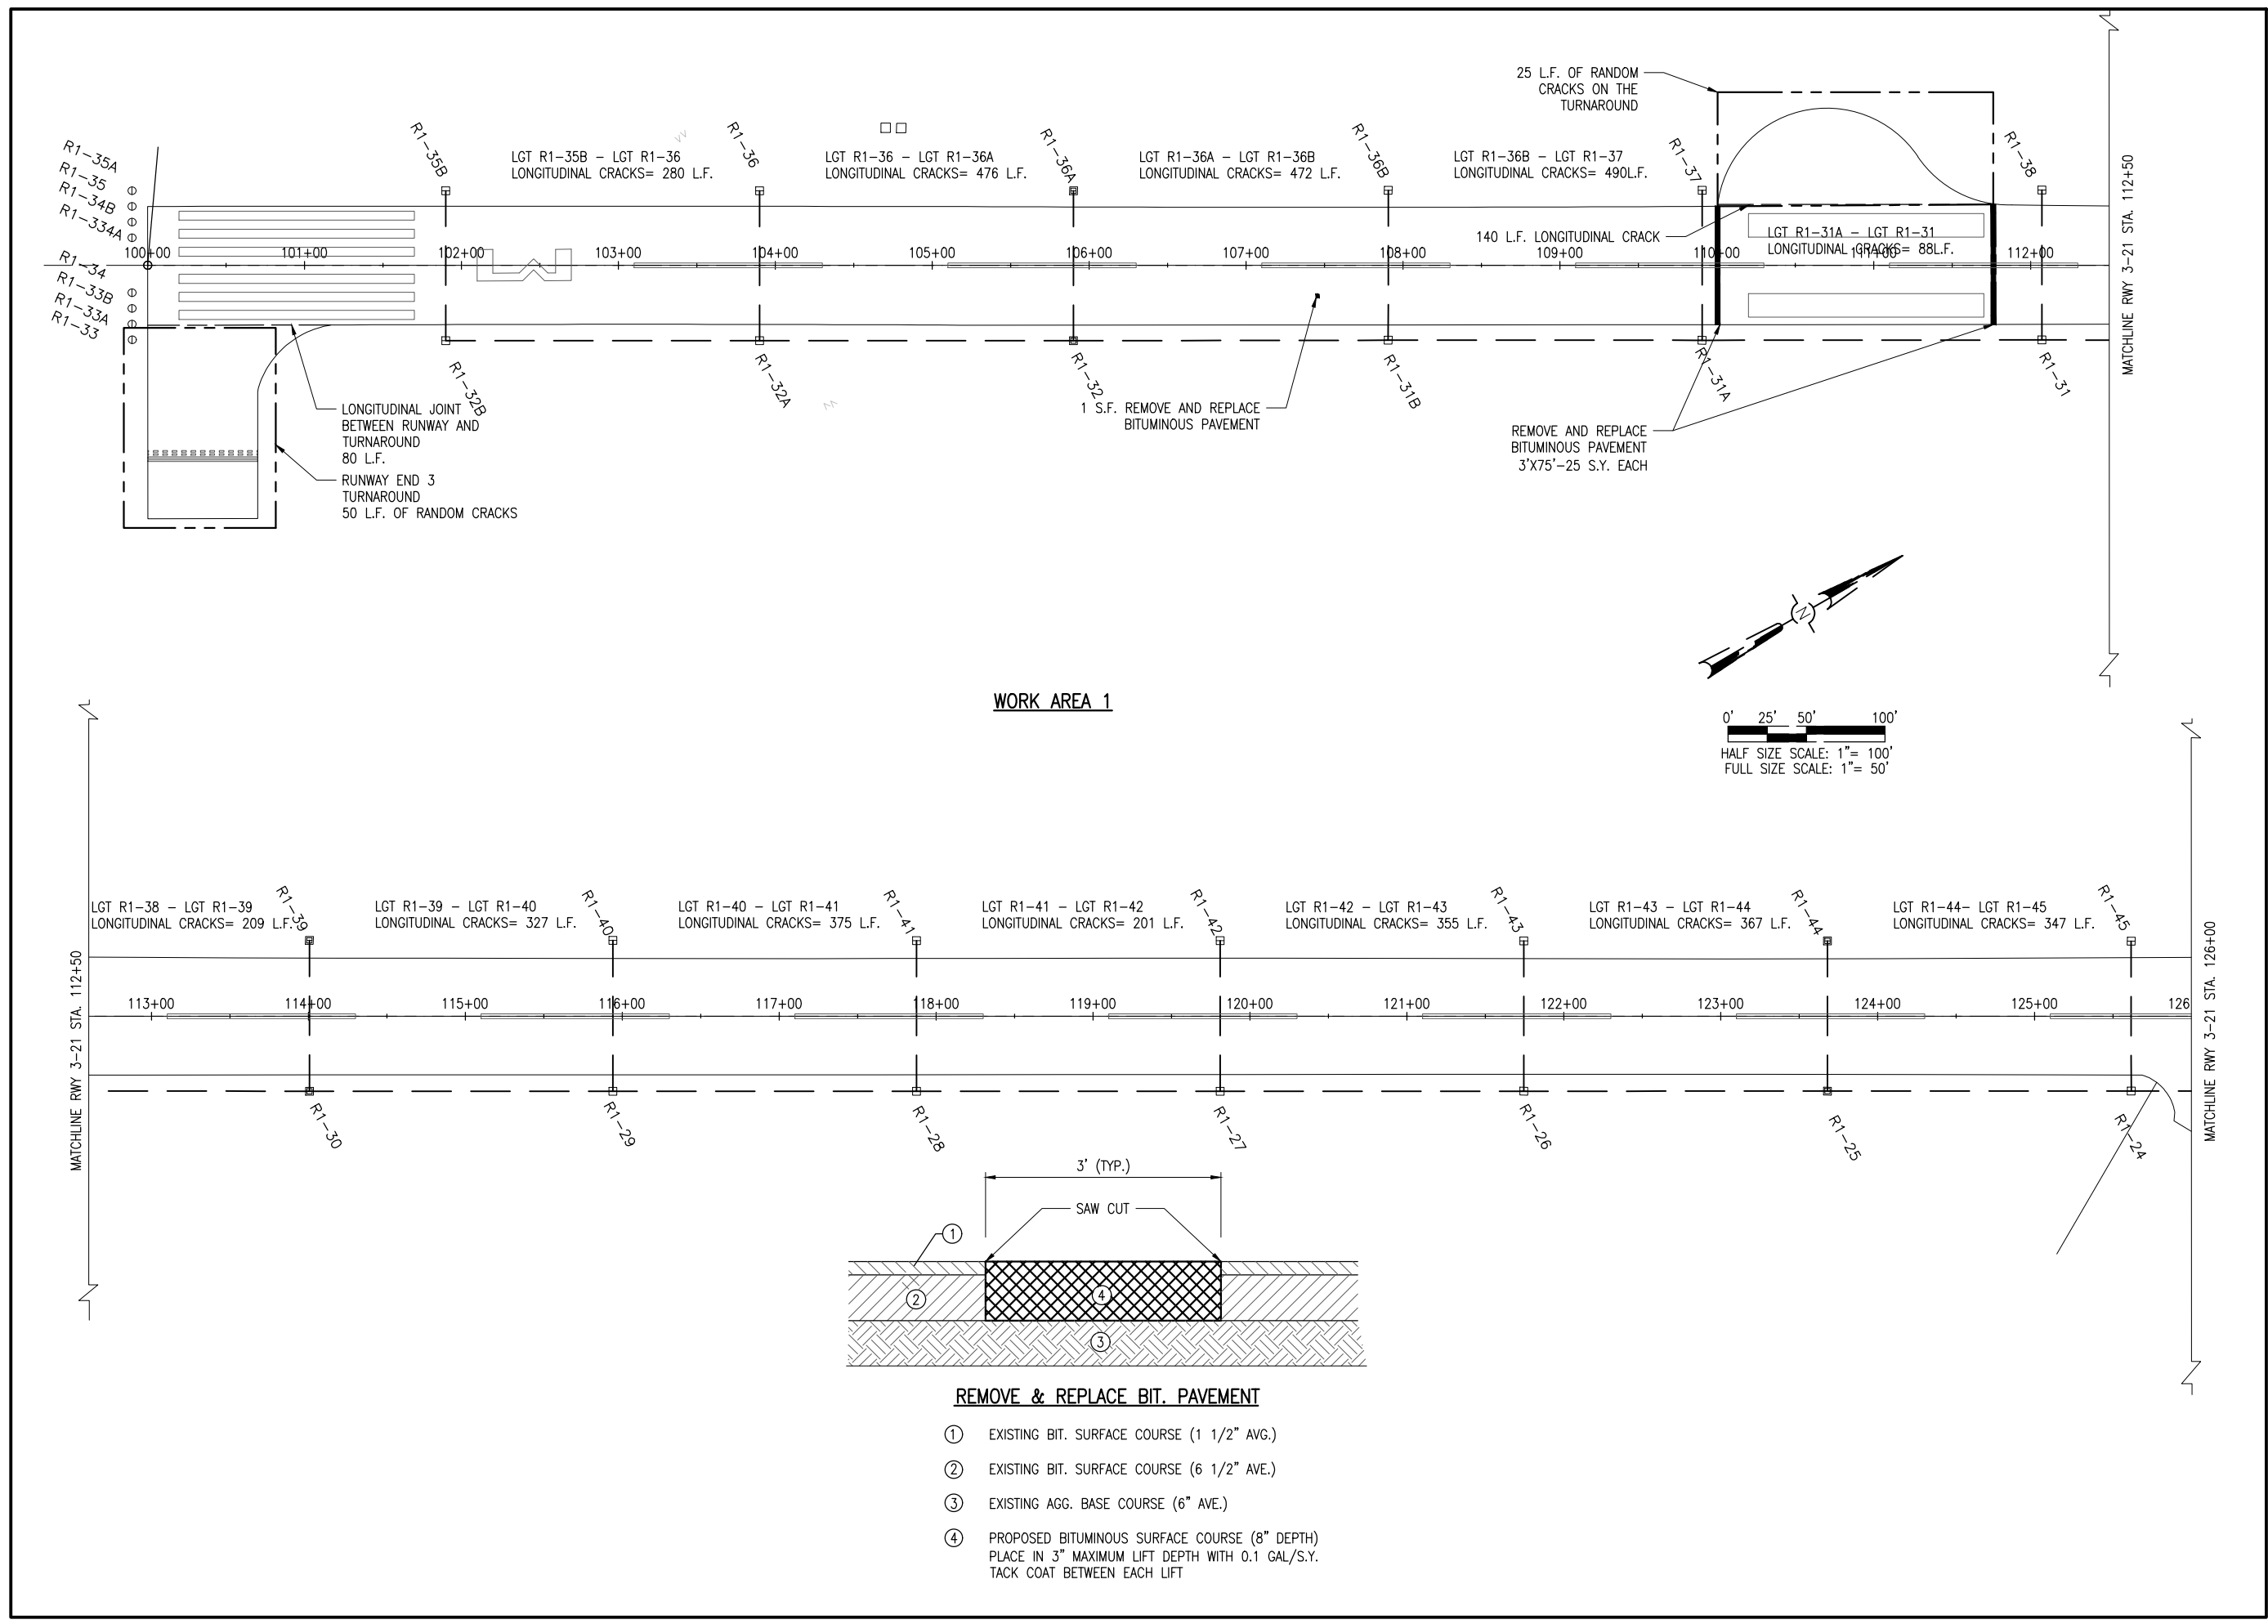 25 L.F. OF RANDOM
CRACKS ON THE
TURNAROUND
R1-35A
R1-35
R1-34B
R1-334A
R1-34
R1-33B
R1-33A
R1-33
R1-35B
LGT R1-35B - LGT R1-36
LONGITUDINAL CRACKS= 280 L.F.
R1-36
LGT R1-36 - LGT R1-36A
LONGITUDINAL CRACKS= 476 L.F.
R1-36A
LGT R1-36A - LGT R1-36B
LONGITUDINAL CRACKS= 472 L.F.
R1-36B
LGT R1-36B - LGT R1-37
LONGITUDINAL CRACKS= 490L.F.
R1-37
R1-38
140 L.F. LONGITUDINAL CRACK
LGT R1-31A - LGT R1-31
LONGITUDINAL CRACKS= 88L.F.
100+00
101+00
102+00
103+00
104+00
105+00
106+00
107+00
108+00
109+00
110+00
111+00
112+00
MATCHLINE RWY 3-21 STA. 112+50
R1-32B
R1-32A
R1-32
R1-31B
R1-31A
R1-31
LONGITUDINAL JOINT
BETWEEN RUNWAY AND
TURNAROUND
80 L.F.
RUNWAY END 3
TURNAROUND
50 L.F. OF RANDOM CRACKS
1 S.F. REMOVE AND REPLACE
BITUMINOUS PAVEMENT
REMOVE AND REPLACE
BITUMINOUS PAVEMENT
3'X75'-25 S.Y. EACH
N
WORK AREA 1
0' 25' 50' 100'
HALF SIZE SCALE: 1"= 100'
FULL SIZE SCALE: 1"= 50'
LGT R1-38 - LGT R1-39
LONGITUDINAL CRACKS= 209 L.F.
R1-39
LGT R1-39 - LGT R1-40
LONGITUDINAL CRACKS= 327 L.F.
R1-40
LGT R1-40 - LGT R1-41
LONGITUDINAL CRACKS= 375 L.F.
R1-41
LGT R1-41 - LGT R1-42
LONGITUDINAL CRACKS= 201 L.F.
R1-42
LGT R1-42 - LGT R1-43
LONGITUDINAL CRACKS= 355 L.F.
R1-43
LGT R1-43 - LGT R1-44
LONGITUDINAL CRACKS= 367 L.F.
R1-44
LGT R1-44- LGT R1-45
LONGITUDINAL CRACKS= 347 L.F.
R1-45
MATCHLINE RWY 3-21 STA. 112+50
113+00
114+00
115+00
116+00
117+00
118+00
119+00
120+00
121+00
122+00
123+00
124+00
125+00
126
MATCHLINE RWY 3-21 STA. 126+00
R1-30
R1-29
R1-28
R1-27
R1-26
R1-25
R1-24
3' (TYP.)
SAW CUT
1
2
4
3
REMOVE & REPLACE BIT. PAVEMENT
1 EXISTING BIT. SURFACE COURSE (1 1/2" AVG.)
2 EXISTING BIT. SURFACE COURSE (6 1/2" AVE.)
3 EXISTING AGG. BASE COURSE (6" AVE.)
4 PROPOSED BITUMINOUS SURFACE COURSE (8" DEPTH)
PLACE IN 3" MAXIMUM LIFT DEPTH WITH 0.1 GAL/S.Y.
TACK COAT BETWEEN EACH LIFT